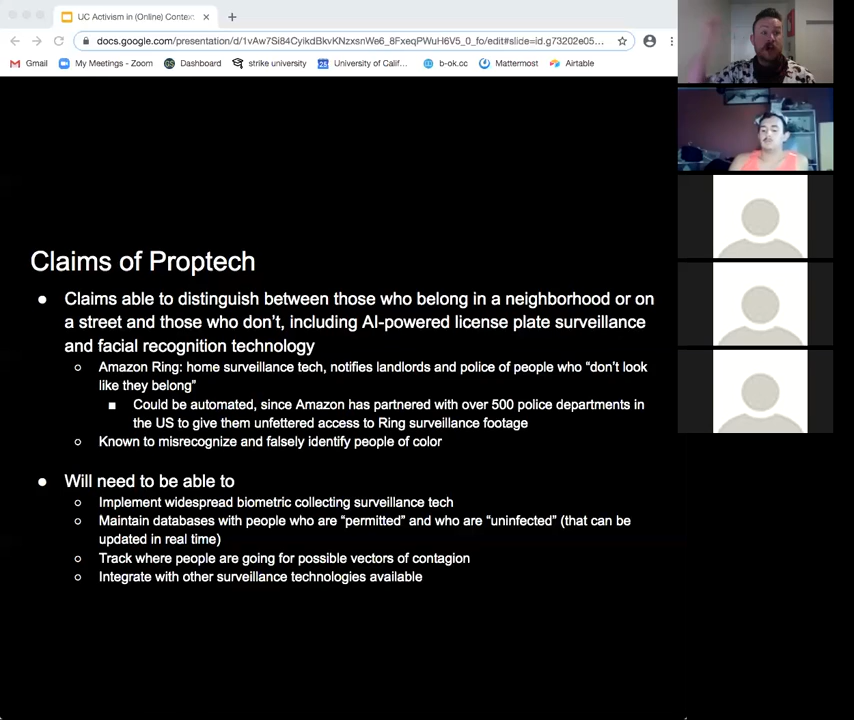 UC Activism in (Online) Contex
docs.google.com/presentation/d/1vAw7Si84CyikdBkvKNzxsnWe6_8FxeqPWuH6V5_0_fo/edit#slide=id.g73202e05...
Gmail My Meetings - Zoom Dashboard strike university 25 University of Calif... b-ok.cc Mattermost Airtable
Claims of Proptech
● Claims able to distinguish between those who belong in a neighborhood or on
a street and those who don't, including AI-powered license plate surveillance
and facial recognition technology
○ Amazon Ring: home surveillance tech, notifies landlords and police of people who “don't look
like they belong”
■ Could be automated, since Amazon has partnered with over 500 police departments in
the US to give them unfettered access to Ring surveillance footage
○ Known to misrecognize and falsely identify people of color
● Will need to be able to
○ Implement widespread biometric collecting surveillance tech
○ Maintain databases with people who are “permitted” and who are “uninfected” (that can be
updated in real time)
○ Track where people are going for possible vectors of contagion
○ Integrate with other surveillance technologies available